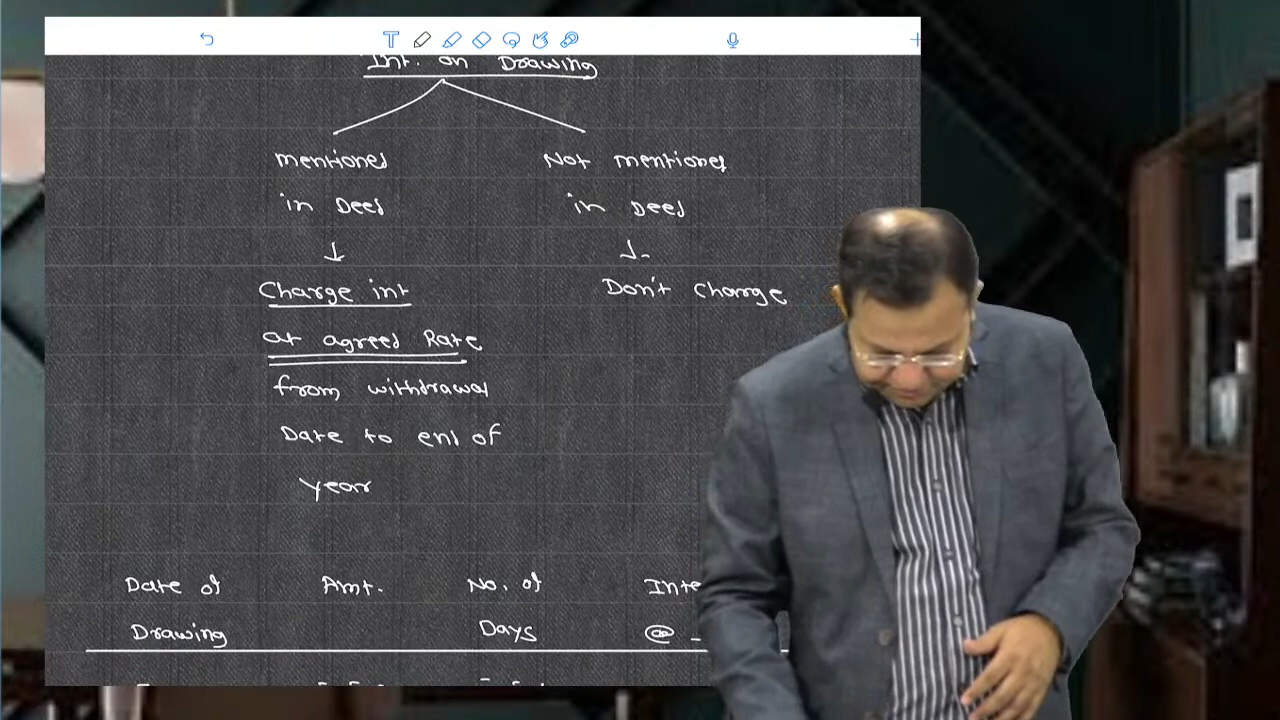 Int. on Drawing
mentioned Not mentioned
in Deed in Deed
Charge int Don't Charge
at agreed Rate
from withdrawal
Date to end of
year
Date of Amt. No. of
Drawing Days @